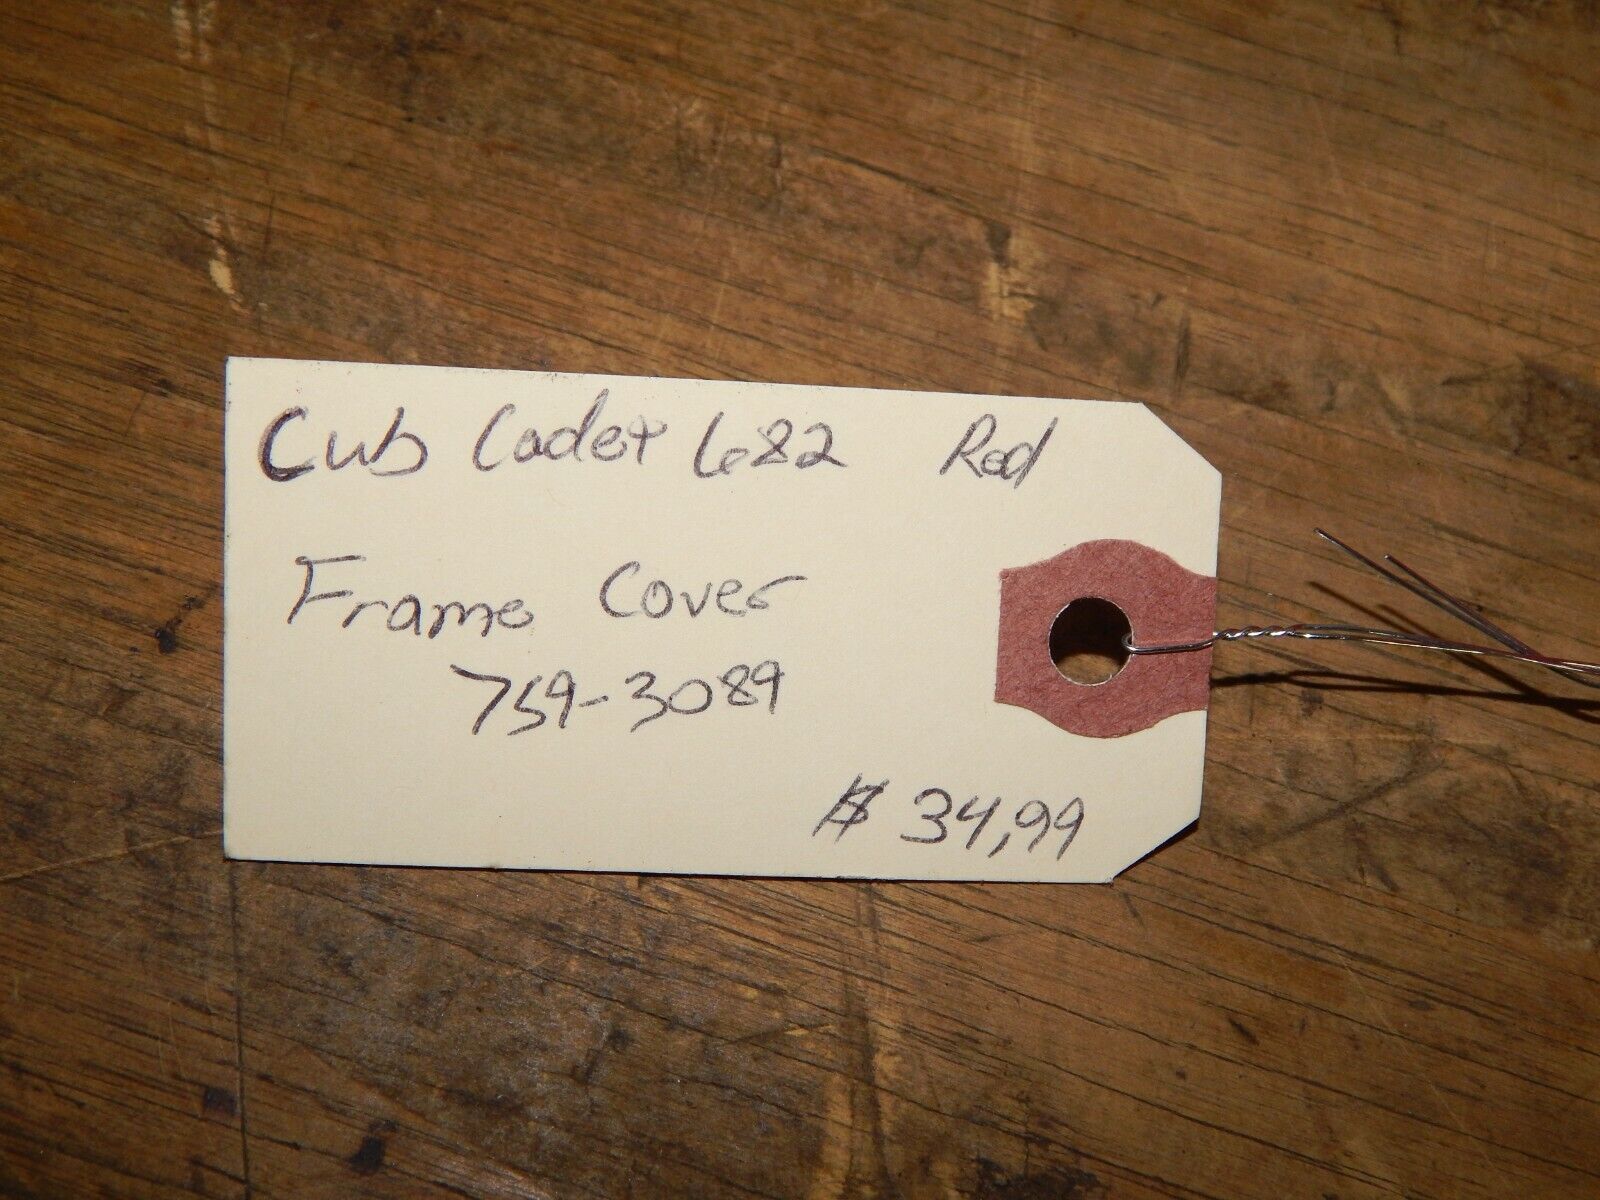 Cub Cadet 682 Red
Frame Cover
759-3089
$ 34,99